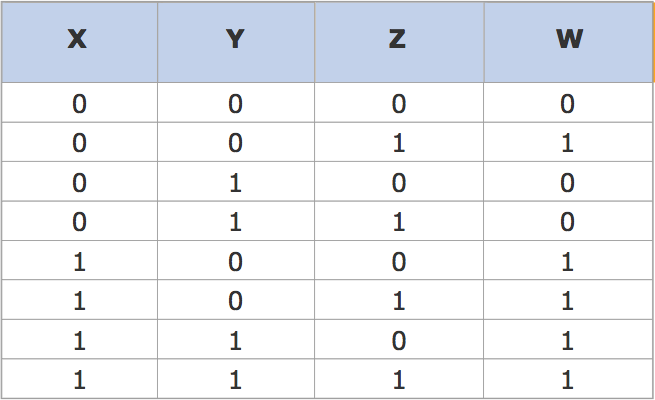 X Y Z W
0 0 0 0
0 0 1 1
0 1 0 0
0 1 1 0
1 0 0 1
1 0 1 1
1 1 0 1
1 1 1 1